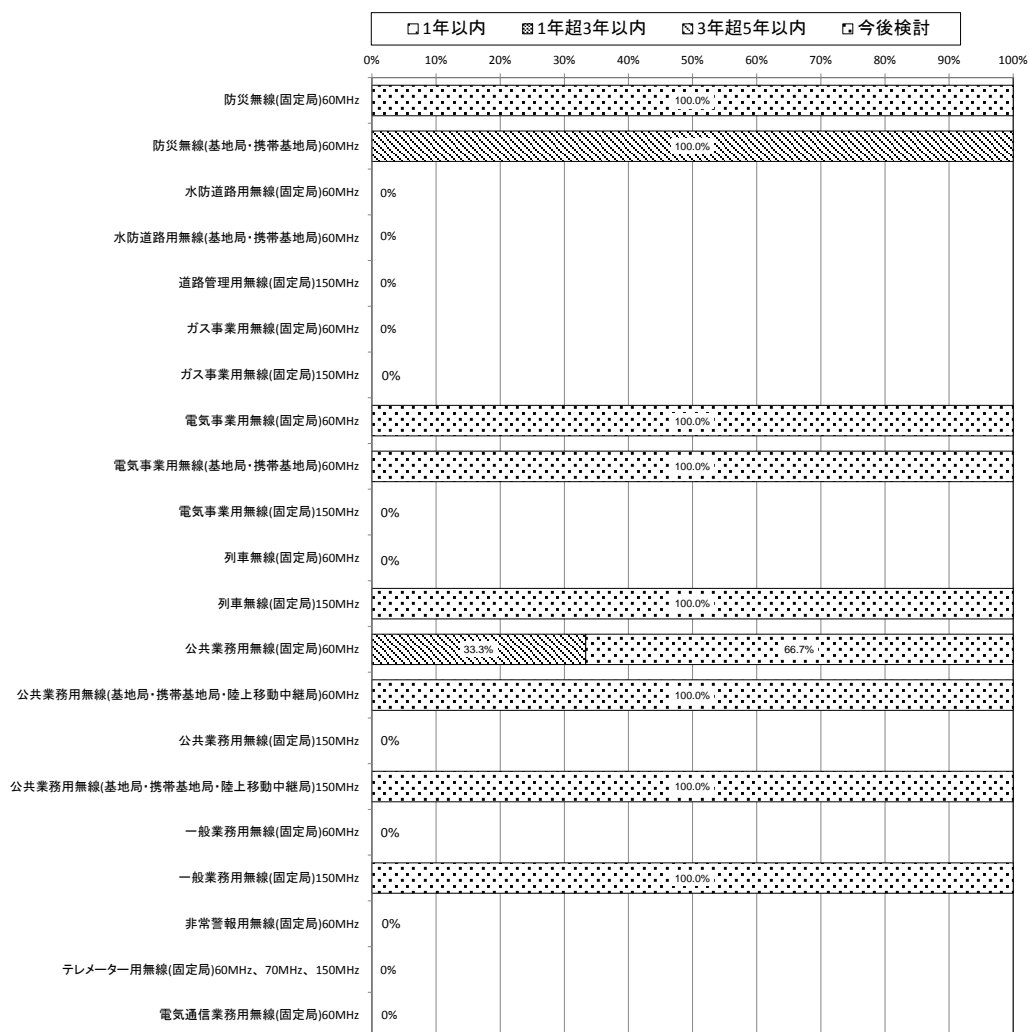 1年以内 1年超3年以内 3年超5年以内 今後検討
0% 10% 20% 30% 40% 50% 60% 70% 80% 90% 100%
防災無線(固定局)60MHz 100.0%
防災無線(基地局・携帯基地局)60MHz 100.0%
水防道路用無線(固定局)60MHz 0%
水防道路用無線(基地局・携帯基地局)60MHz 0%
道路管理用無線(固定局)150MHz 0%
ガス事業用無線(固定局)60MHz 0%
ガス事業用無線(固定局)150MHz 0%
電気事業用無線(固定局)60MHz 100.0%
電気事業用無線(基地局・携帯基地局)60MHz 100.0%
電気事業用無線(固定局)150MHz 0%
列車無線(固定局)60MHz 0%
列車無線(固定局)150MHz 100.0%
公共業務用無線(固定局)60MHz 33.3% 66.7%
公共業務用無線(基地局・携帯基地局・陸上移動中継局)60MHz 100.0%
公共業務用無線(固定局)150MHz 0%
公共業務用無線(基地局・携帯基地局・陸上移動中継局)150MHz 100.0%
一般業務用無線(固定局)60MHz 0%
一般業務用無線(固定局)150MHz 100.0%
非常警報用無線(固定局)60MHz 0%
テレメーター用無線(固定局)60MHz、70MHz、150MHz 0%
電気通信業務用無線(固定局)60MHz 0%